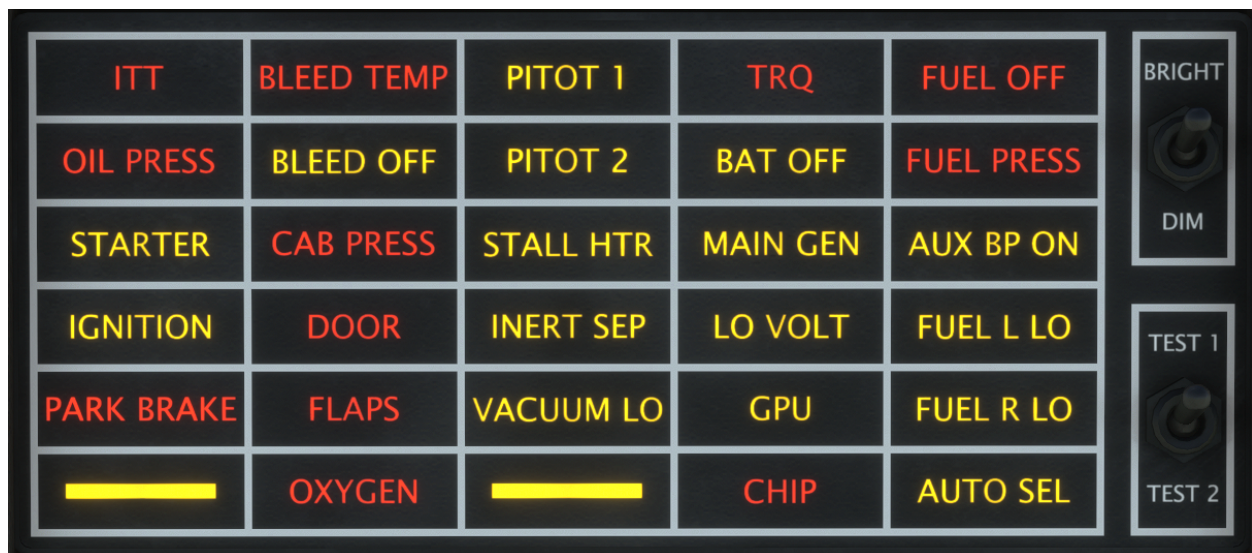 ITT BLEED TEMP PITOT 1 TRQ FUEL OFF
OIL PRESS BLEED OFF PITOT 2 BAT OFF FUEL PRESS
STARTER CAB PRESS STALL HTR MAIN GEN AUX BP ON
IGNITION DOOR INERT SEP LO VOLT FUEL L LO
PARK BRAKE FLAPS VACUUM LO GPU FUEL R LO
OXYGEN CHIP AUTO SEL
BRIGHT
DIM
TEST 1
TEST 2